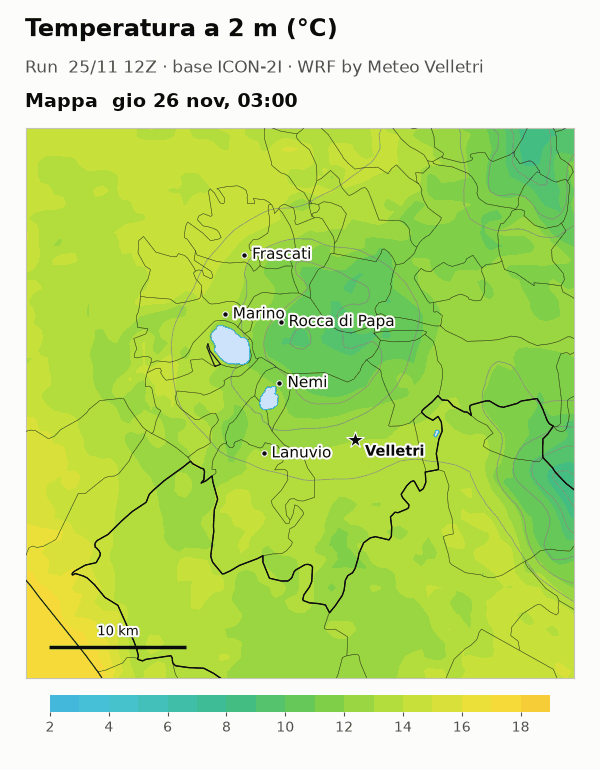 Temperatura a 2 m (°C)
Run  25/11 12Z · base ICON-2I · WRF by Meteo Velletri
Mappa  gio 26 nov, 03:00
Frascati
Marino
Rocca di Papa
Nemi
Velletri
Lanuvio
10 km
2 4 6 8 10 12 14 16 18